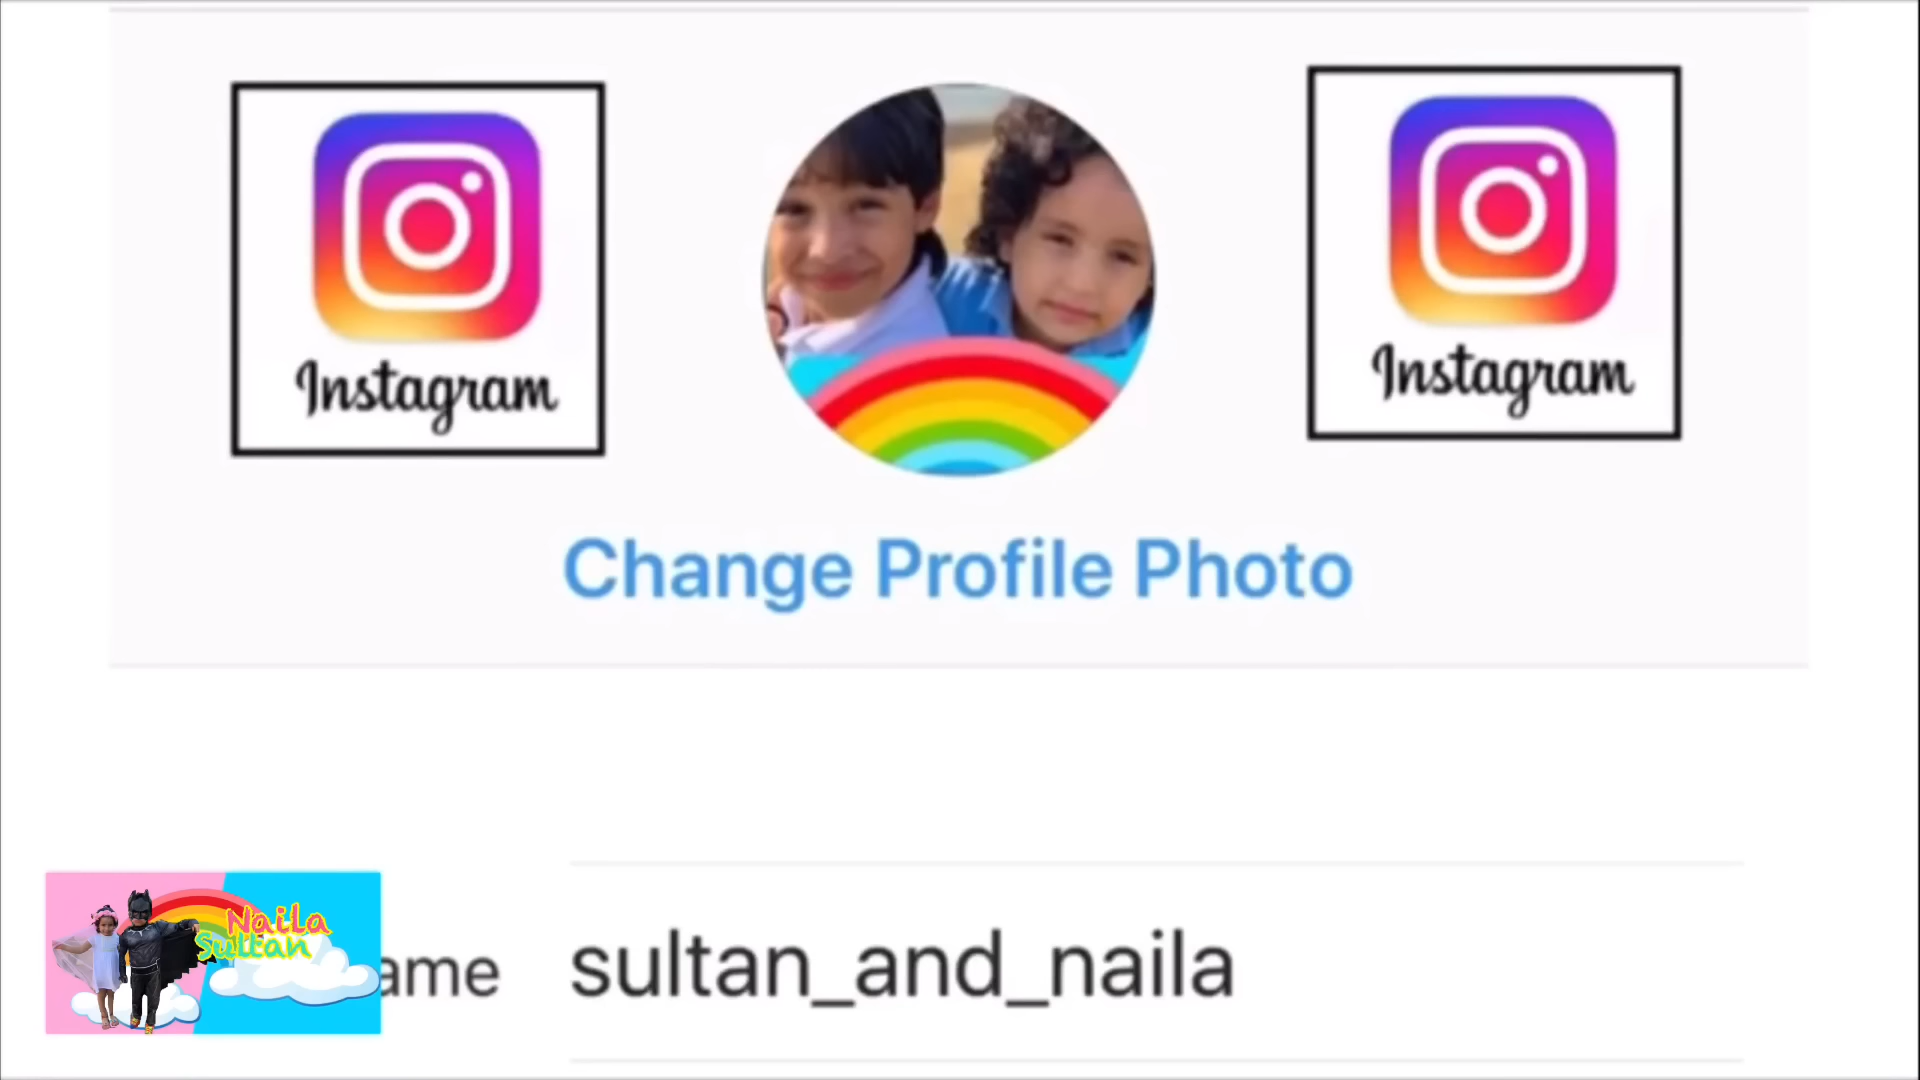 Instagram
Instagram
Change Profile Photo
Naila
Sultan
ame
sultan_and_naila